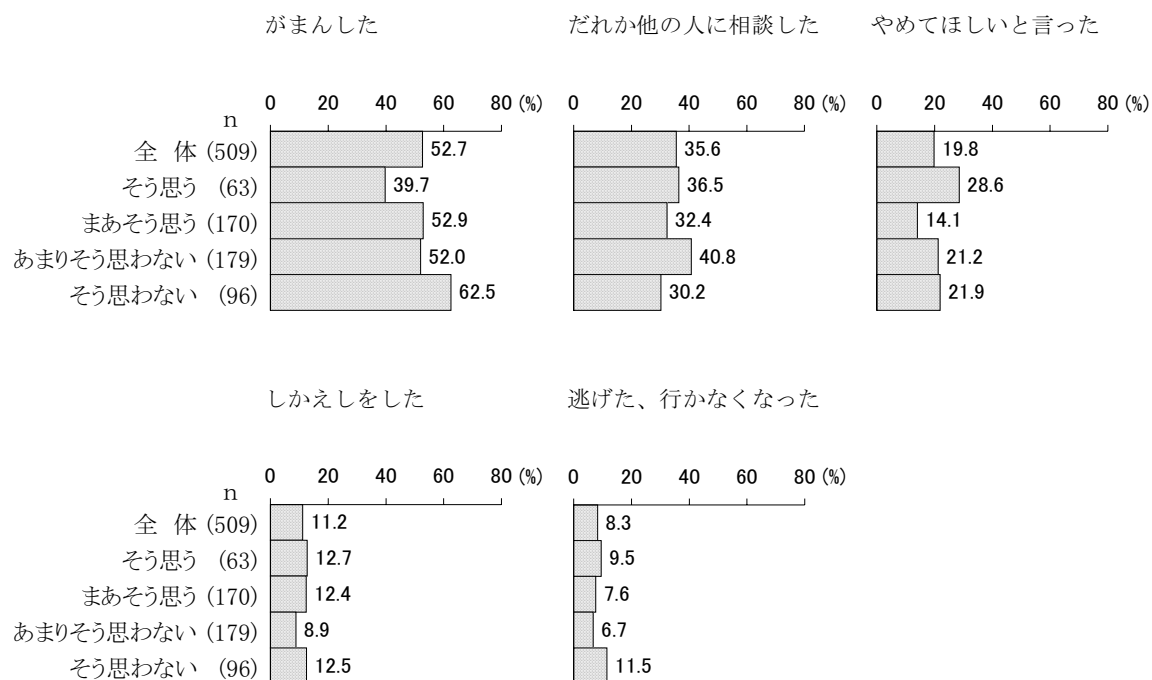 がまんした だれか他の人に相談した やめてほしいと言った
0 20 40 60 80 (%) 0 20 40 60 80 (%) 0 20 40 60 80 (%)
n
全 体 (509) 52.7 35.6 19.8
そう思う (63) 39.7 36.5 28.6
まあそう思う (170) 52.9 32.4 14.1
あまりそう思わない (179) 52.0 40.8 21.2
そう思わない (96) 62.5 30.2 21.9
しかえしをした 逃げた、行かなくなった
0 20 40 60 80 (%) 0 20 40 60 80 (%)
n
全 体 (509) 11.2 8.3
そう思う (63) 12.7 9.5
まあそう思う (170) 12.4 7.6
あまりそう思わない (179) 8.9 6.7
そう思わない (96) 12.5 11.5